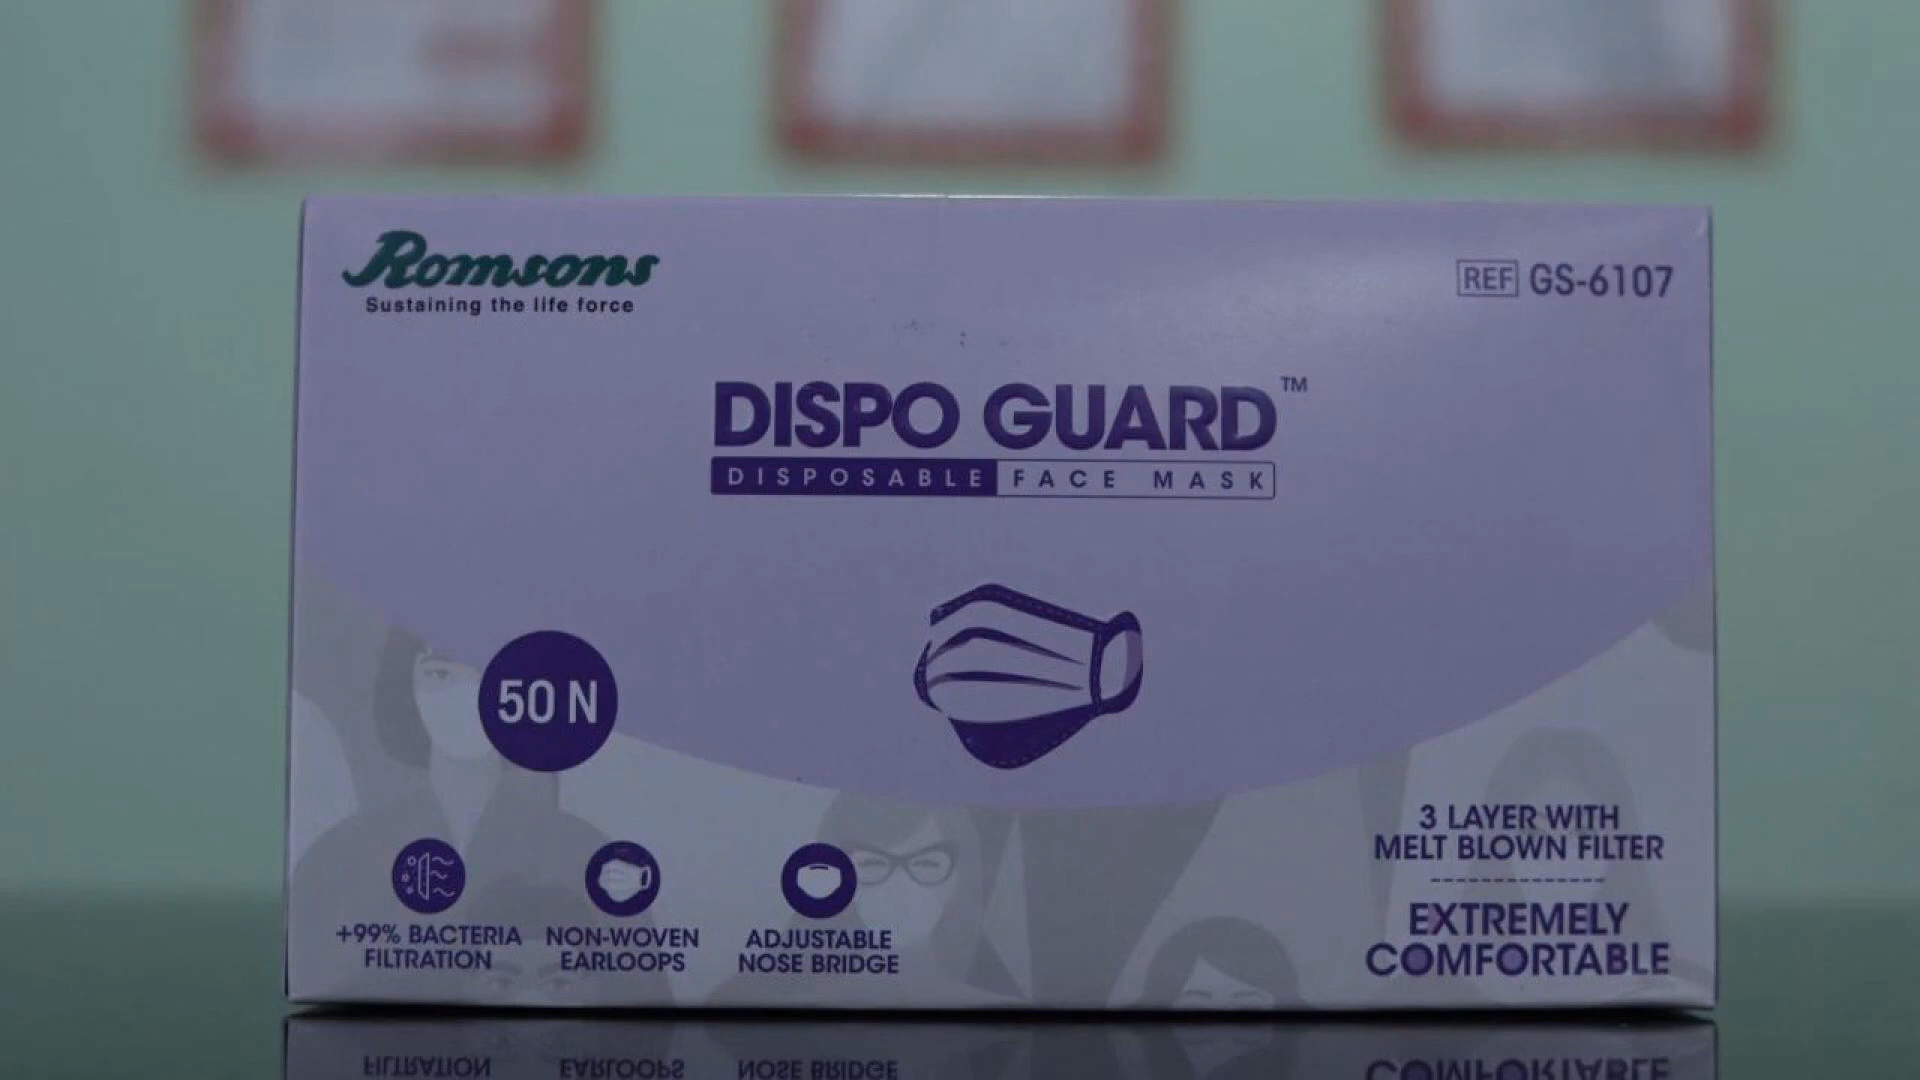 Romsons
Sustaining the life force
REF GS-6107
DISPO GUARD™
DISPOSABLE FACE MASK
50 N
+99% BACTERIA
FILTRATION
NON-WOVEN
EARLOOPS
ADJUSTABLE
NOSE BRIDGE
3 LAYER WITH
MELT BLOWN FILTER
EXTREMELY
COMFORTABLE